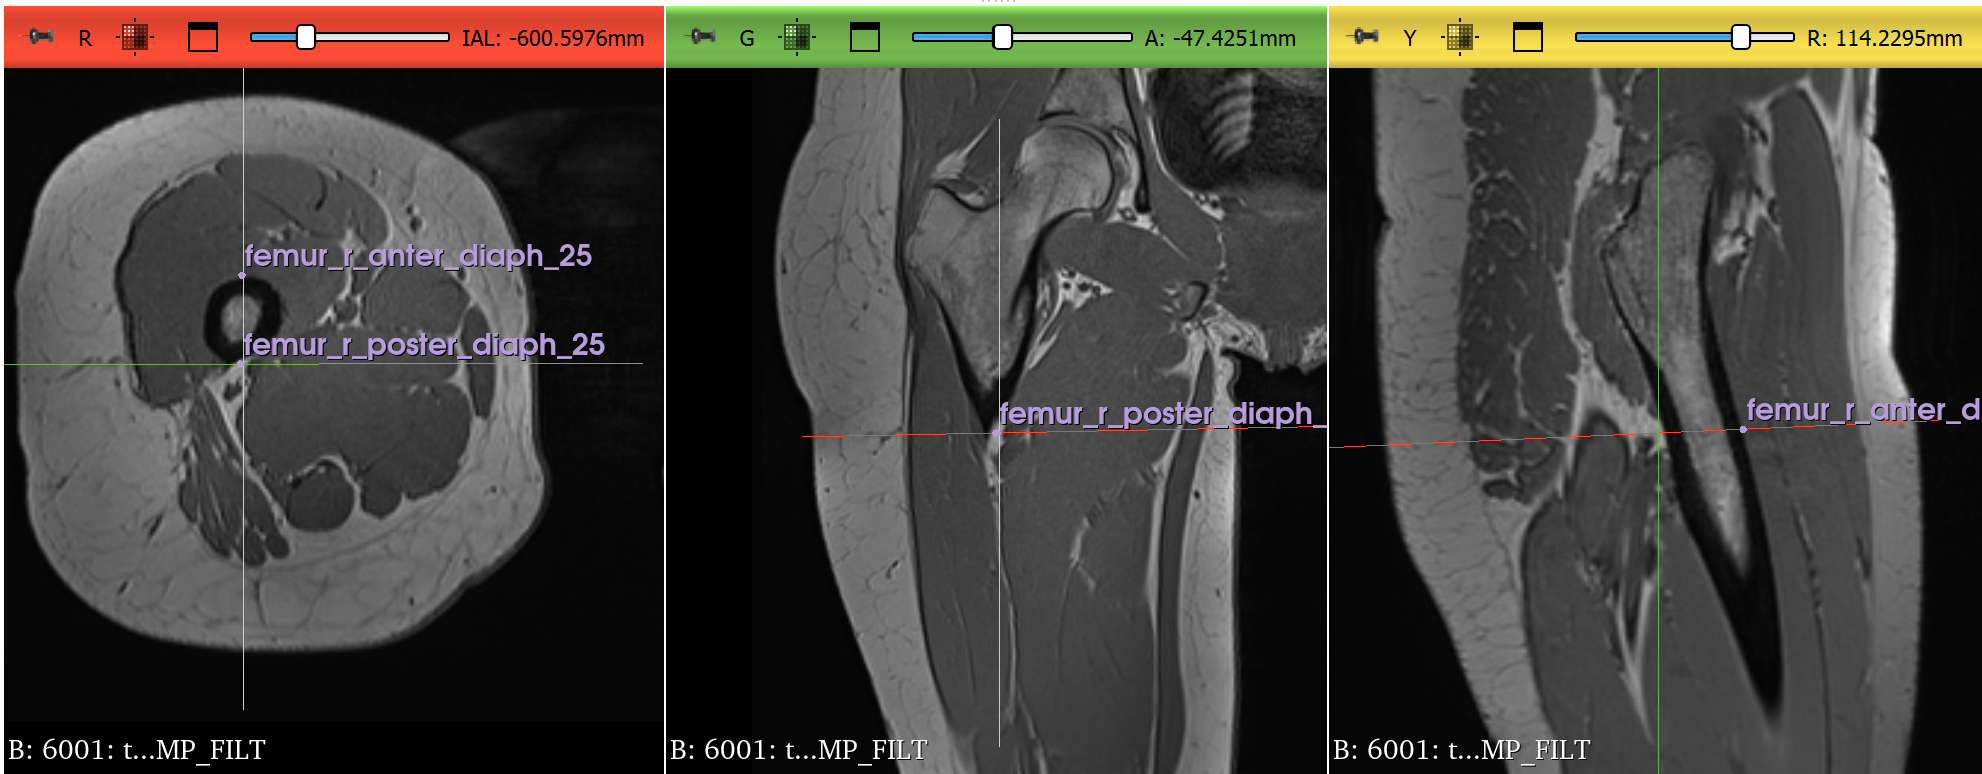 R IAL: -600.5976mm
G A: -47.4251mm
Y R: 114.2295mm
femur_r_anter_diaph_25
femur_r_poster_diaph_25
femur_r_poster_diaph_
femur_r_anter_d
B: 6001: t...MP_FILT
B: 6001: t...MP_FILT
B: 6001: t...MP_FILT